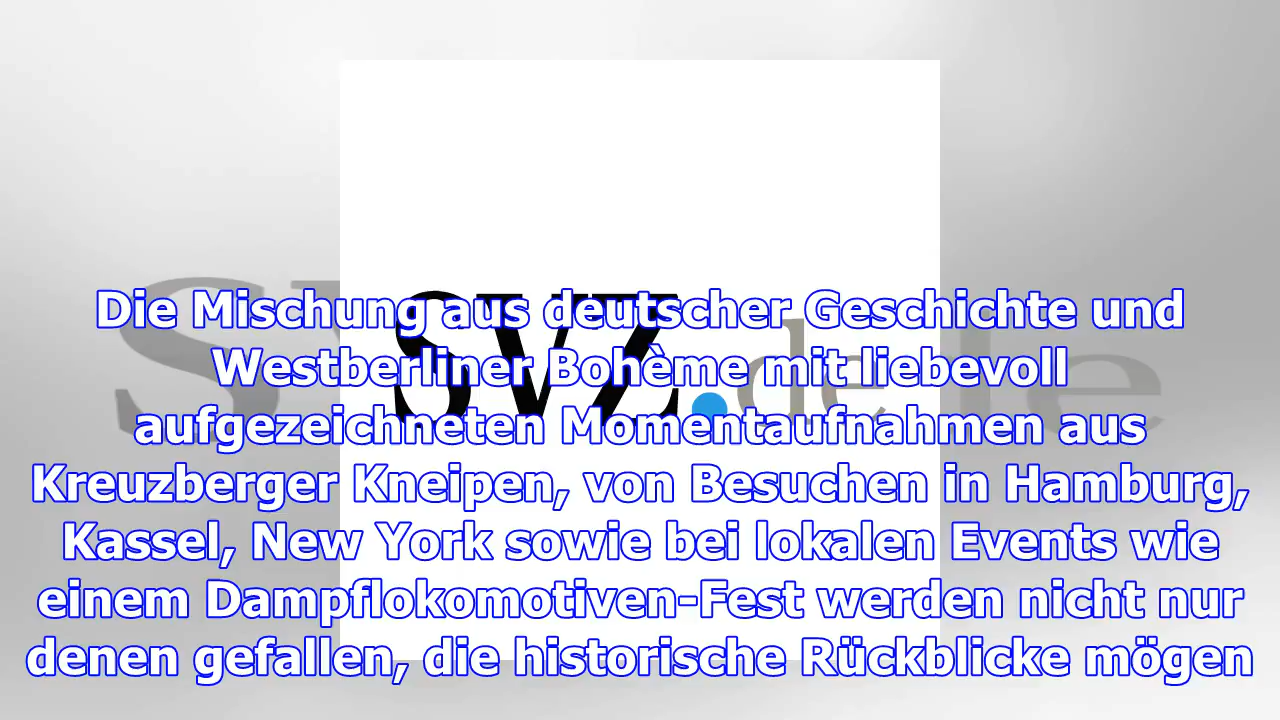 Die Mischung aus deutscher Geschichte und
Westberliner Bohème mit liebevoll
aufgezeichneten Momentaufnahmen aus
Kreuzberger Kneipen, von Besuchen in Hamburg,
Kassel, New York sowie bei lokalen Events wie
einem Dampflokomotiven-Fest werden nicht nur
denen gefallen, die historische Rückblicke mögen
SVZ.de